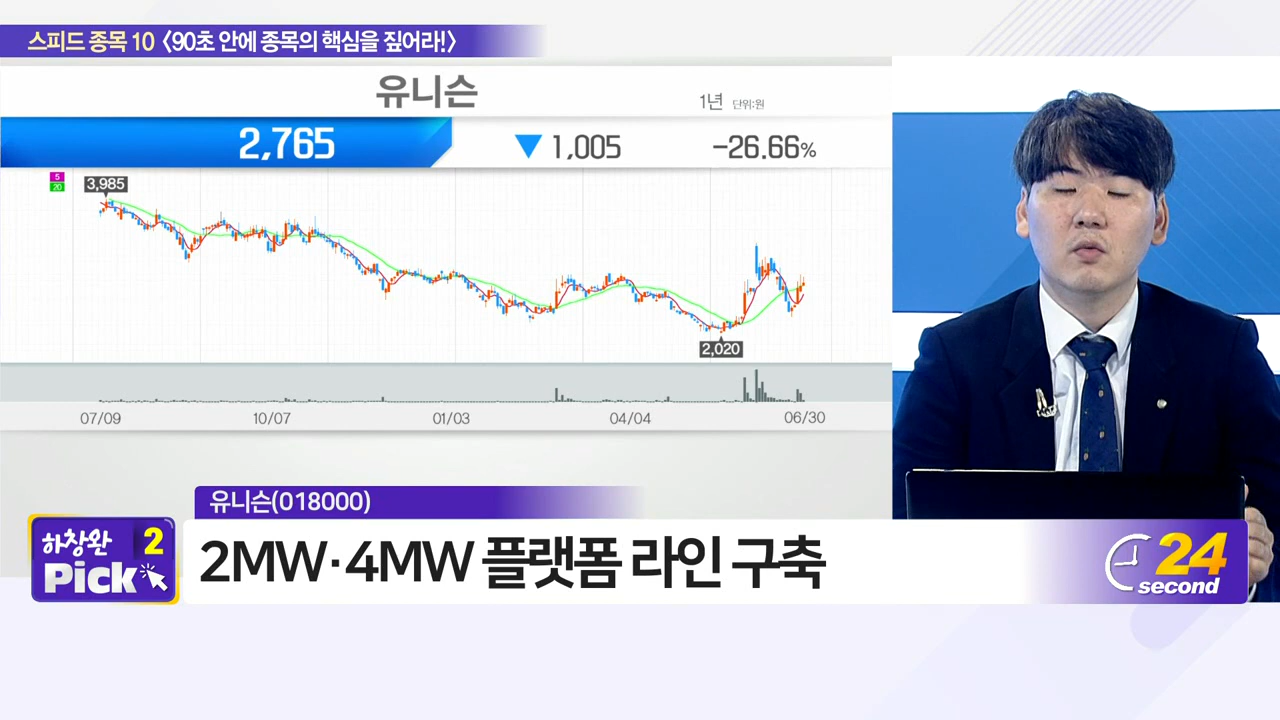 스피드 종목 10 〈90초 안에 종목의 핵심을 짚어라!〉
유니슨
1년 단위:원
2,765 ▼1,005 -26.66%
5
20
3,985
2,020
07/09 10/07 01/03 04/04 06/30
유니슨(018000)
하창완 2
Pick
2MW·4MW 플랫폼 라인 구축
24
second